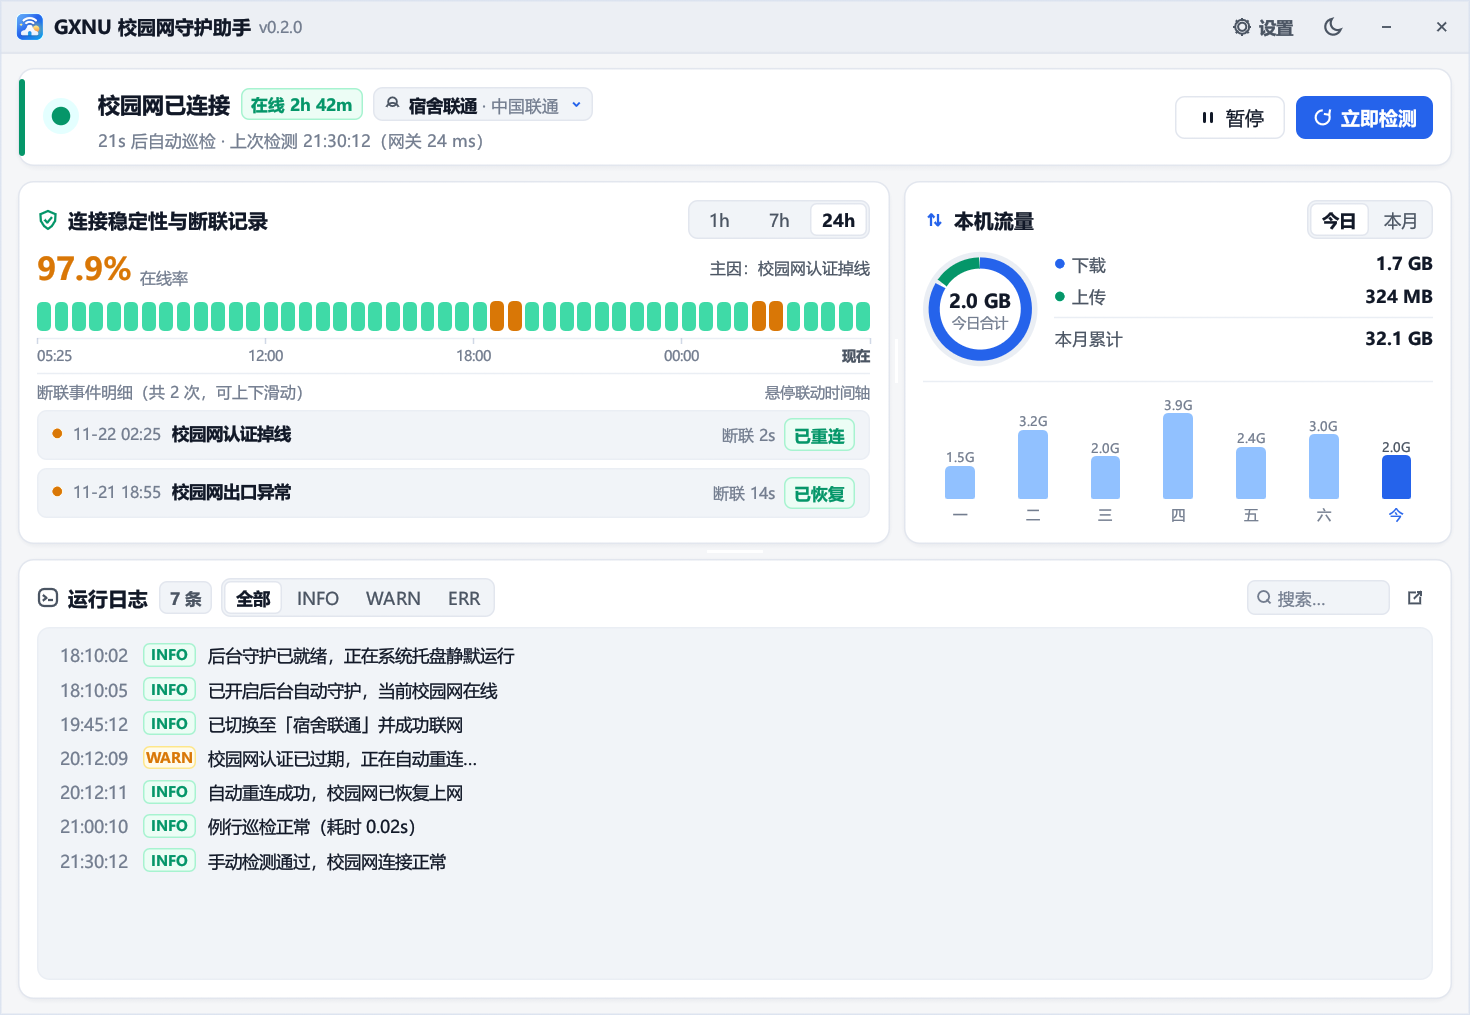 GXNU 校园网守护助手 v0.2.0
设置
校园网已连接 在线 2h 42m 宿舍联通 · 中国联通
21s 后自动巡检 · 上次检测 21:30:12（网关 24 ms）
暂停 立即检测
连接稳定性与断联记录
1h 7h 24h
97.9% 在线率
主因：校园网认证掉线
05:25 12:00 18:00 00:00 现在
断联事件明细（共 2 次，可上下滑动） 悬停联动时间轴
11-22 02:25 校园网认证掉线 断联 2s 已重连
11-21 18:55 校园网出口异常 断联 14s 已恢复
本机流量
今日 本月
2.0 GB
今日合计
下载 1.7 GB
上传 324 MB
本月累计 32.1 GB
1.5G 3.2G 2.0G 3.9G 2.4G 3.0G 2.0G
一 二 三 四 五 六 今
运行日志 7 条 全部 INFO WARN ERR
搜索...
18:10:02 INFO 后台守护已就绪，正在系统托盘静默运行
18:10:05 INFO 已开启后台自动守护，当前校园网在线
19:45:12 INFO 已切换至「宿舍联通」并成功联网
20:12:09 WARN 校园网认证已过期，正在自动重连...
20:12:11 INFO 自动重连成功，校园网已恢复上网
21:00:10 INFO 例行巡检正常（耗时 0.02s）
21:30:12 INFO 手动检测通过，校园网连接正常